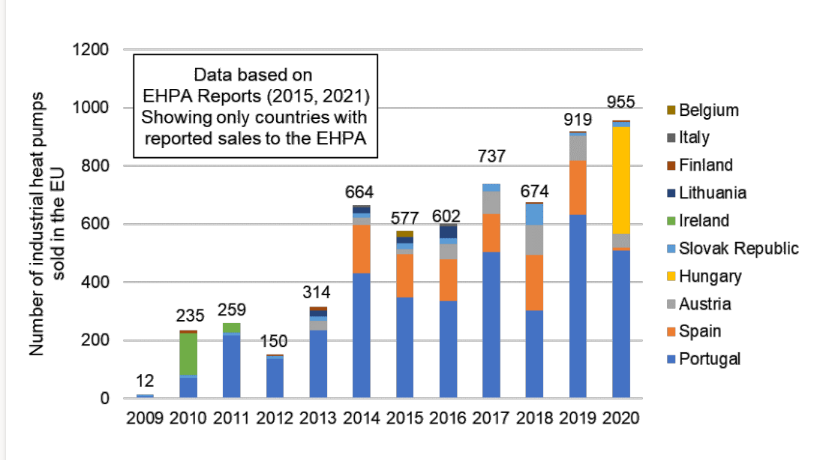 1200
1000
800
600
400
200
0
Number of industrial heat pumps
sold in the EU
Data based on
EHPA Reports (2015, 2021)
Showing only countries with
reported sales to the EHPA
12
235
259
150
314
664
577
602
737
674
919
955
2009 2010 2011 2012 2013 2014 2015 2016 2017 2018 2019 2020
Belgium
Italy
Finland
Lithuania
Ireland
Slovak Republic
Hungary
Austria
Spain
Portugal